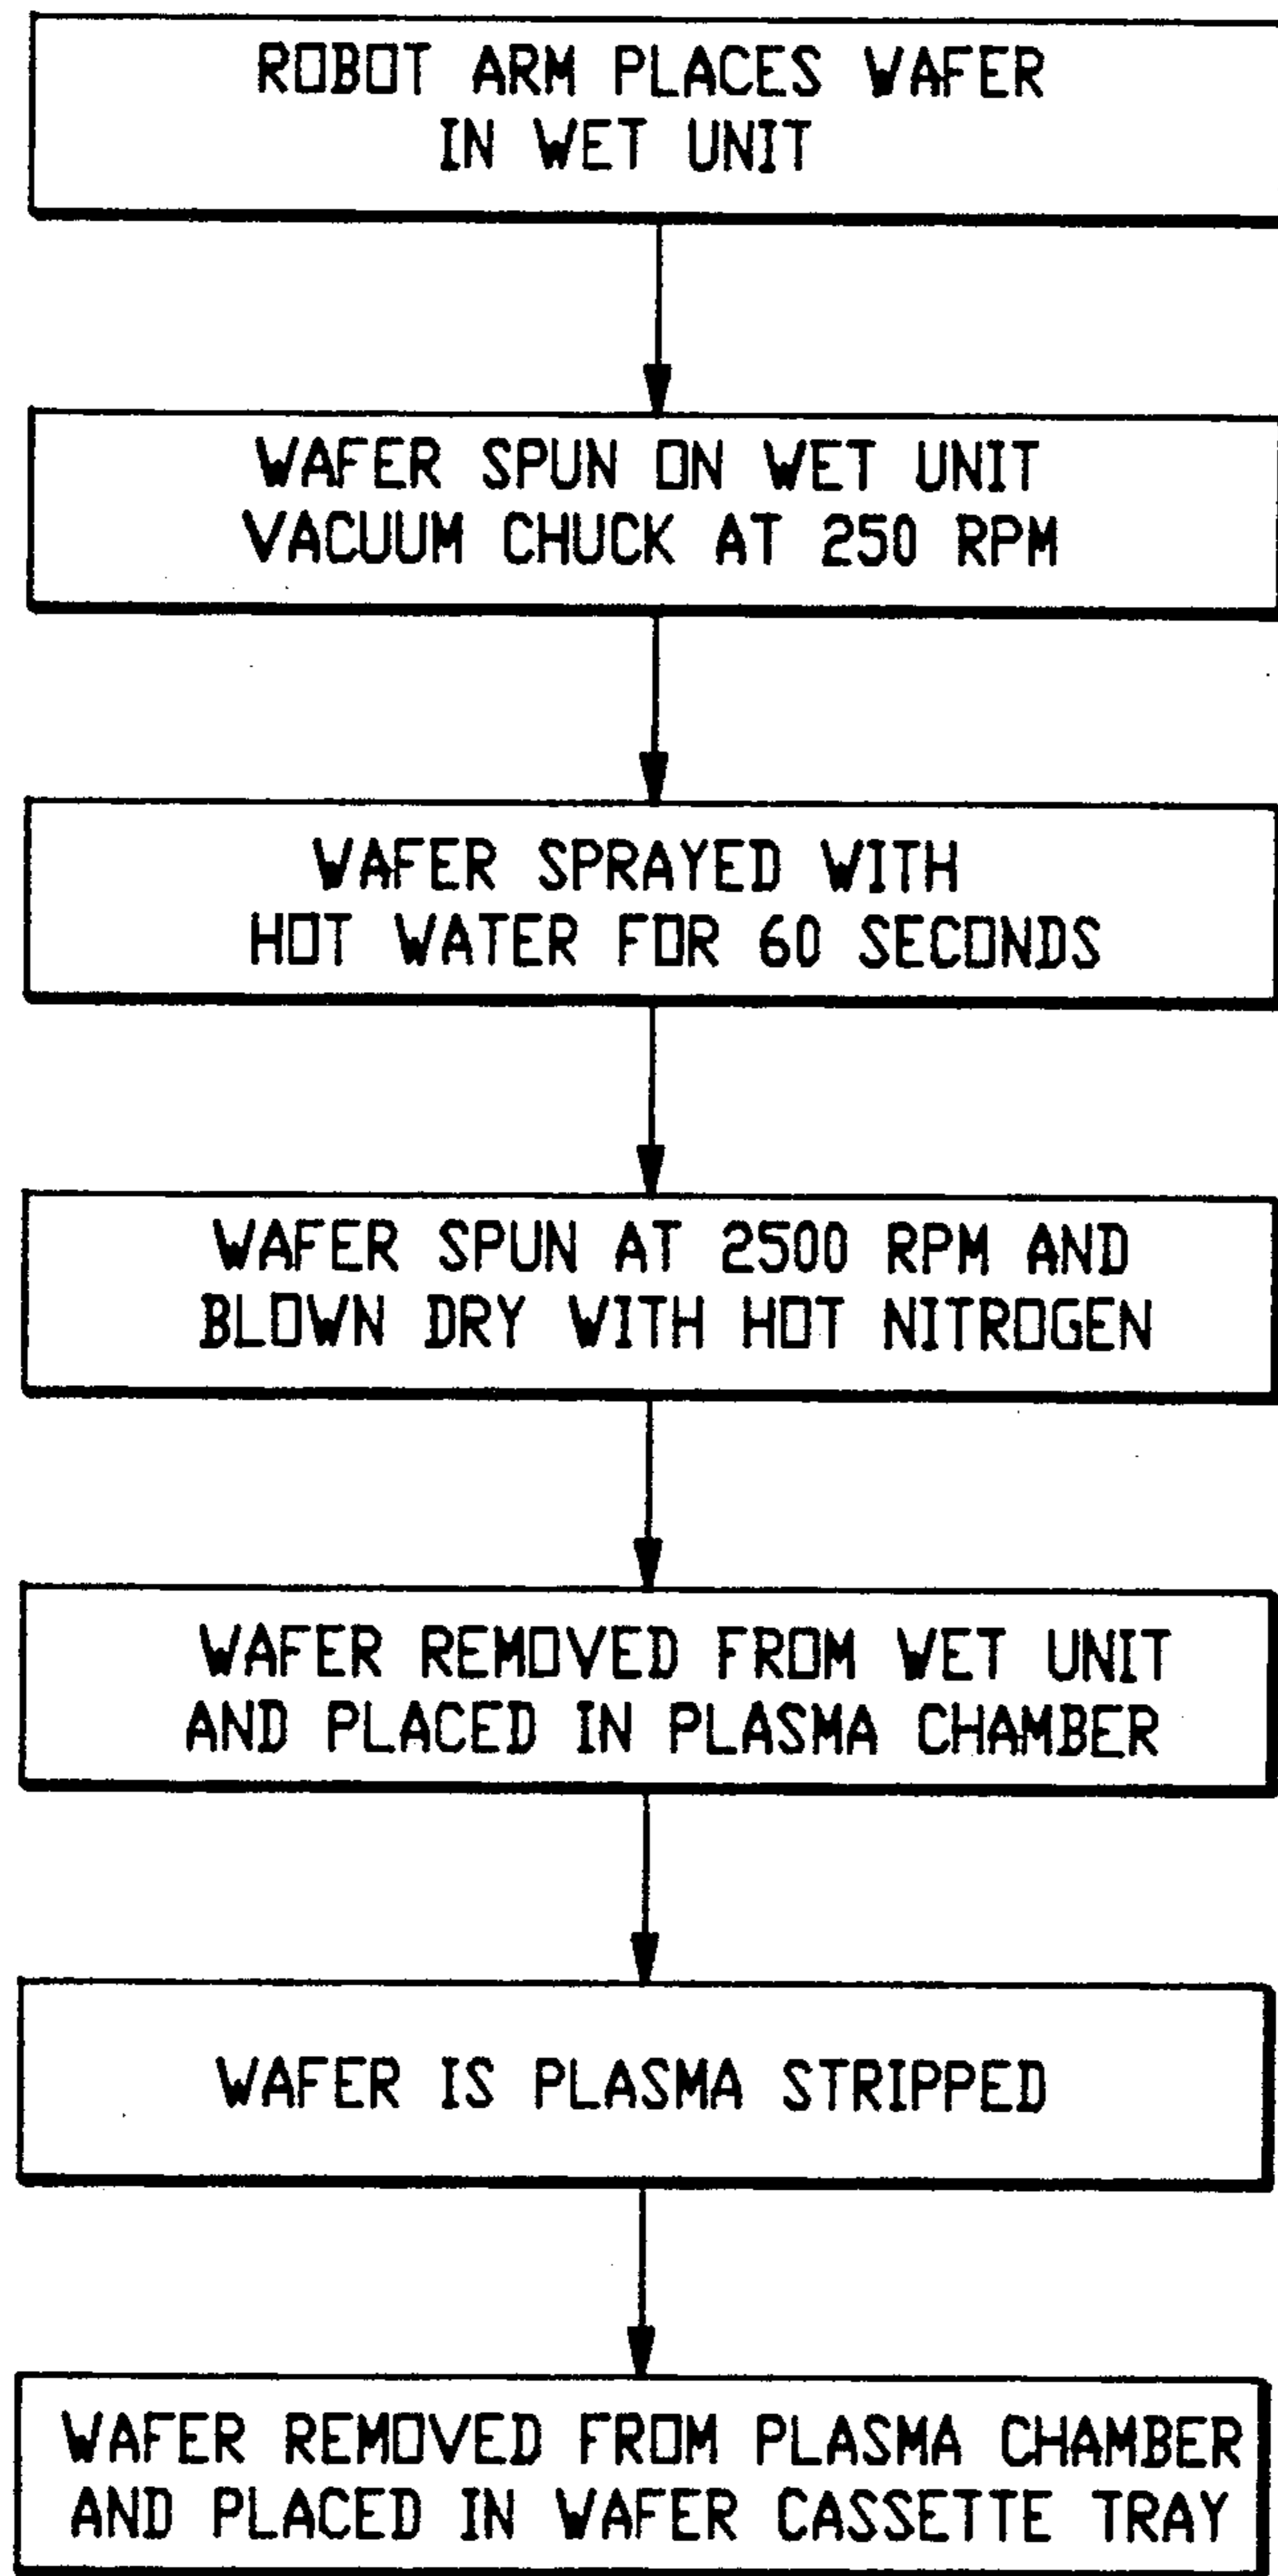 ROBOT ARM PLACES WAFER
IN WET UNIT
WAFER SPUN ON WET UNIT
VACUUM CHUCK AT 250 RPM
WAFER SPRAYED WITH
HOT WATER FOR 60 SECONDS
WAFER SPUN AT 2500 RPM AND
BLOWN DRY WITH HOT NITROGEN
WAFER REMOVED FROM WET UNIT
AND PLACED IN PLASMA CHAMBER
WAFER IS PLASMA STRIPPED
WAFER REMOVED FROM PLASMA CHAMBER
AND PLACED IN WAFER CASSETTE TRAY